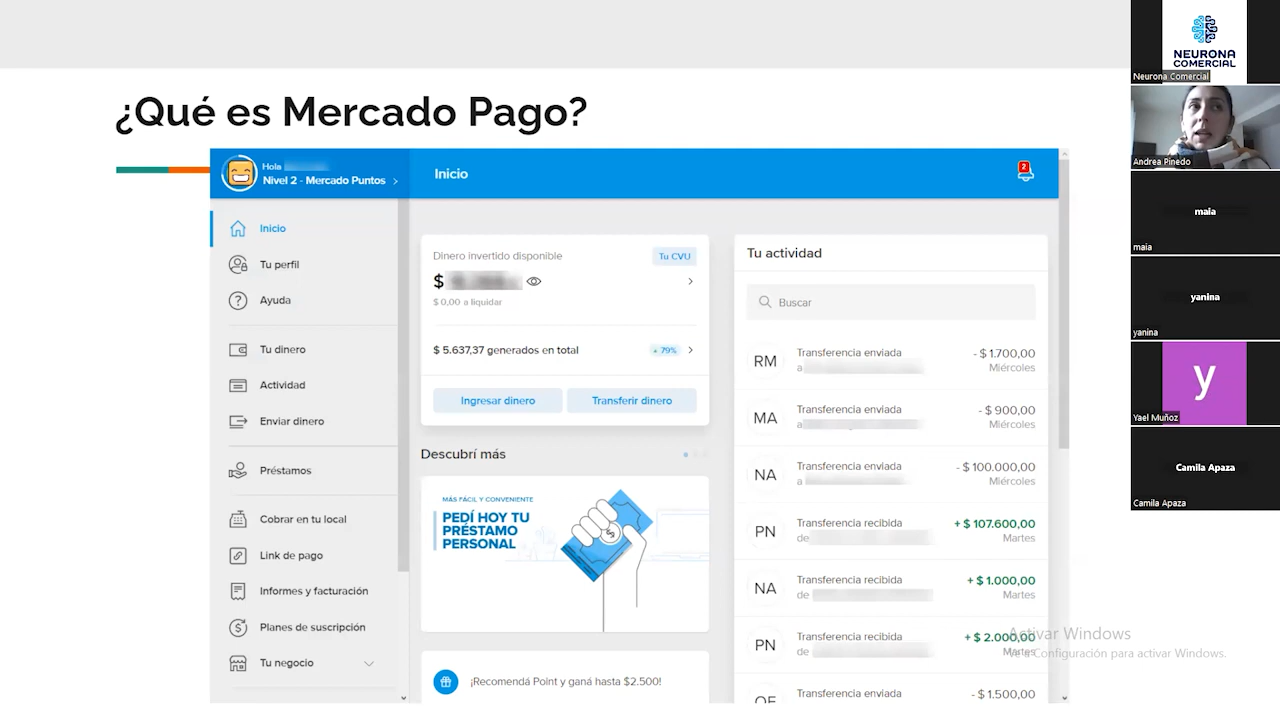 ¿Qué es Mercado Pago?
Hola
Nivel 2 - Mercado Puntos
Inicio
2
Inicio
Tu perfil
Ayuda
Tu dinero
Actividad
Enviar dinero
Préstamos
Cobrar en tu local
Link de pago
Informes y facturación
Planes de suscripción
Tu negocio
Dinero invertido disponible
Tu CVU
$
$ 0,00 a liquidar
$ 5.637,37 generados en total
79%
Ingresar dinero
Transferir dinero
Descubrí más
MÁS FÁCIL Y CONVENIENTE
PEDÍ HOY TU
PRÉSTAMO
PERSONAL
¡Recomendá Point y ganá hasta $2.500!
Tu actividad
Buscar
RM
Transferencia enviada
- $ 1.700,00
a
Miércoles
MA
Transferencia enviada
- $ 900,00
a
Miércoles
NA
Transferencia enviada
- $ 100.000,00
a
Miércoles
PN
Transferencia recibida
+ $ 107.600,00
de
Martes
NA
Transferencia recibida
+ $ 1.000,00
de
Martes
PN
Transferencia recibida
+ $ 2.000,00
de
Martes
Transferencia enviada
- $ 1.500,00
Activar Windows
Ve a Configuración para activar Windows.
NEURONA
COMERCIAL
Neurona Comercial
Andrea Pinedo
maia
maia
yanina
yanina
y
Yael Muñoz
Camila Apaza
Camila Apaza